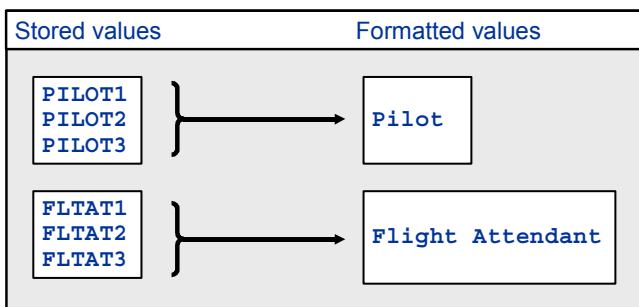 Stored values Formatted values
PILOT1
PILOT2
PILOT3
Pilot
FLTAT1
FLTAT2
FLTAT3
Flight Attendant